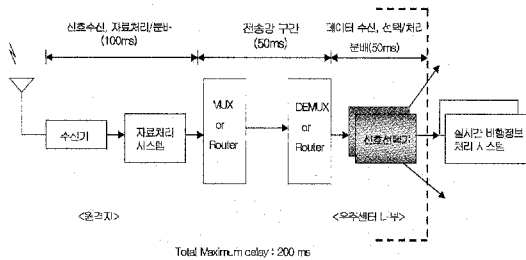 신호수신, 자료처리/분배
(100ms)
전송망 구간
(50ms)
데이터 수신, 선택/처리
분배(50ms)
수신기
자료처리
시스템
MUX
or
Router
DEMUX
or
Router
신호선택기
실시간 비행정보
처리 시스템
<원격지>
<우주센터 내부>
Total Maximum delay : 200 ms